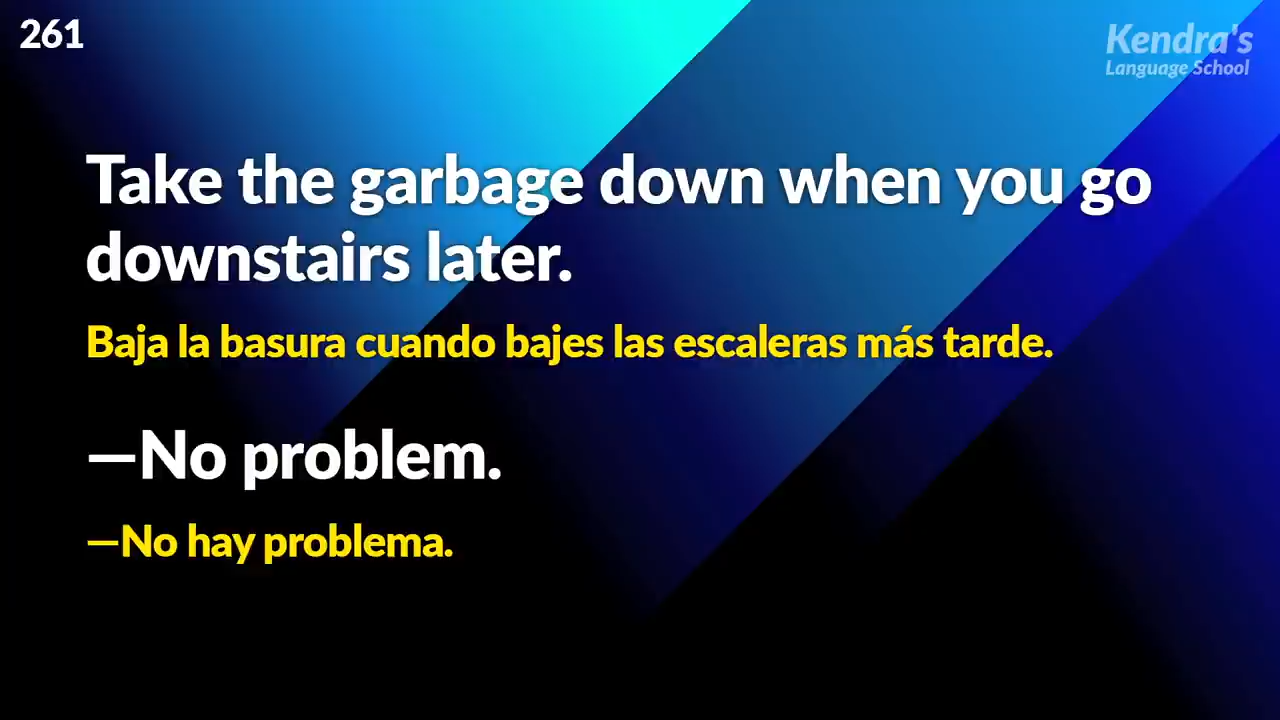 261
Kendra's
Language School
Take the garbage down when you go
downstairs later.
Baja la basura cuando bajes las escaleras más tarde.
—No problem.
—No hay problema.